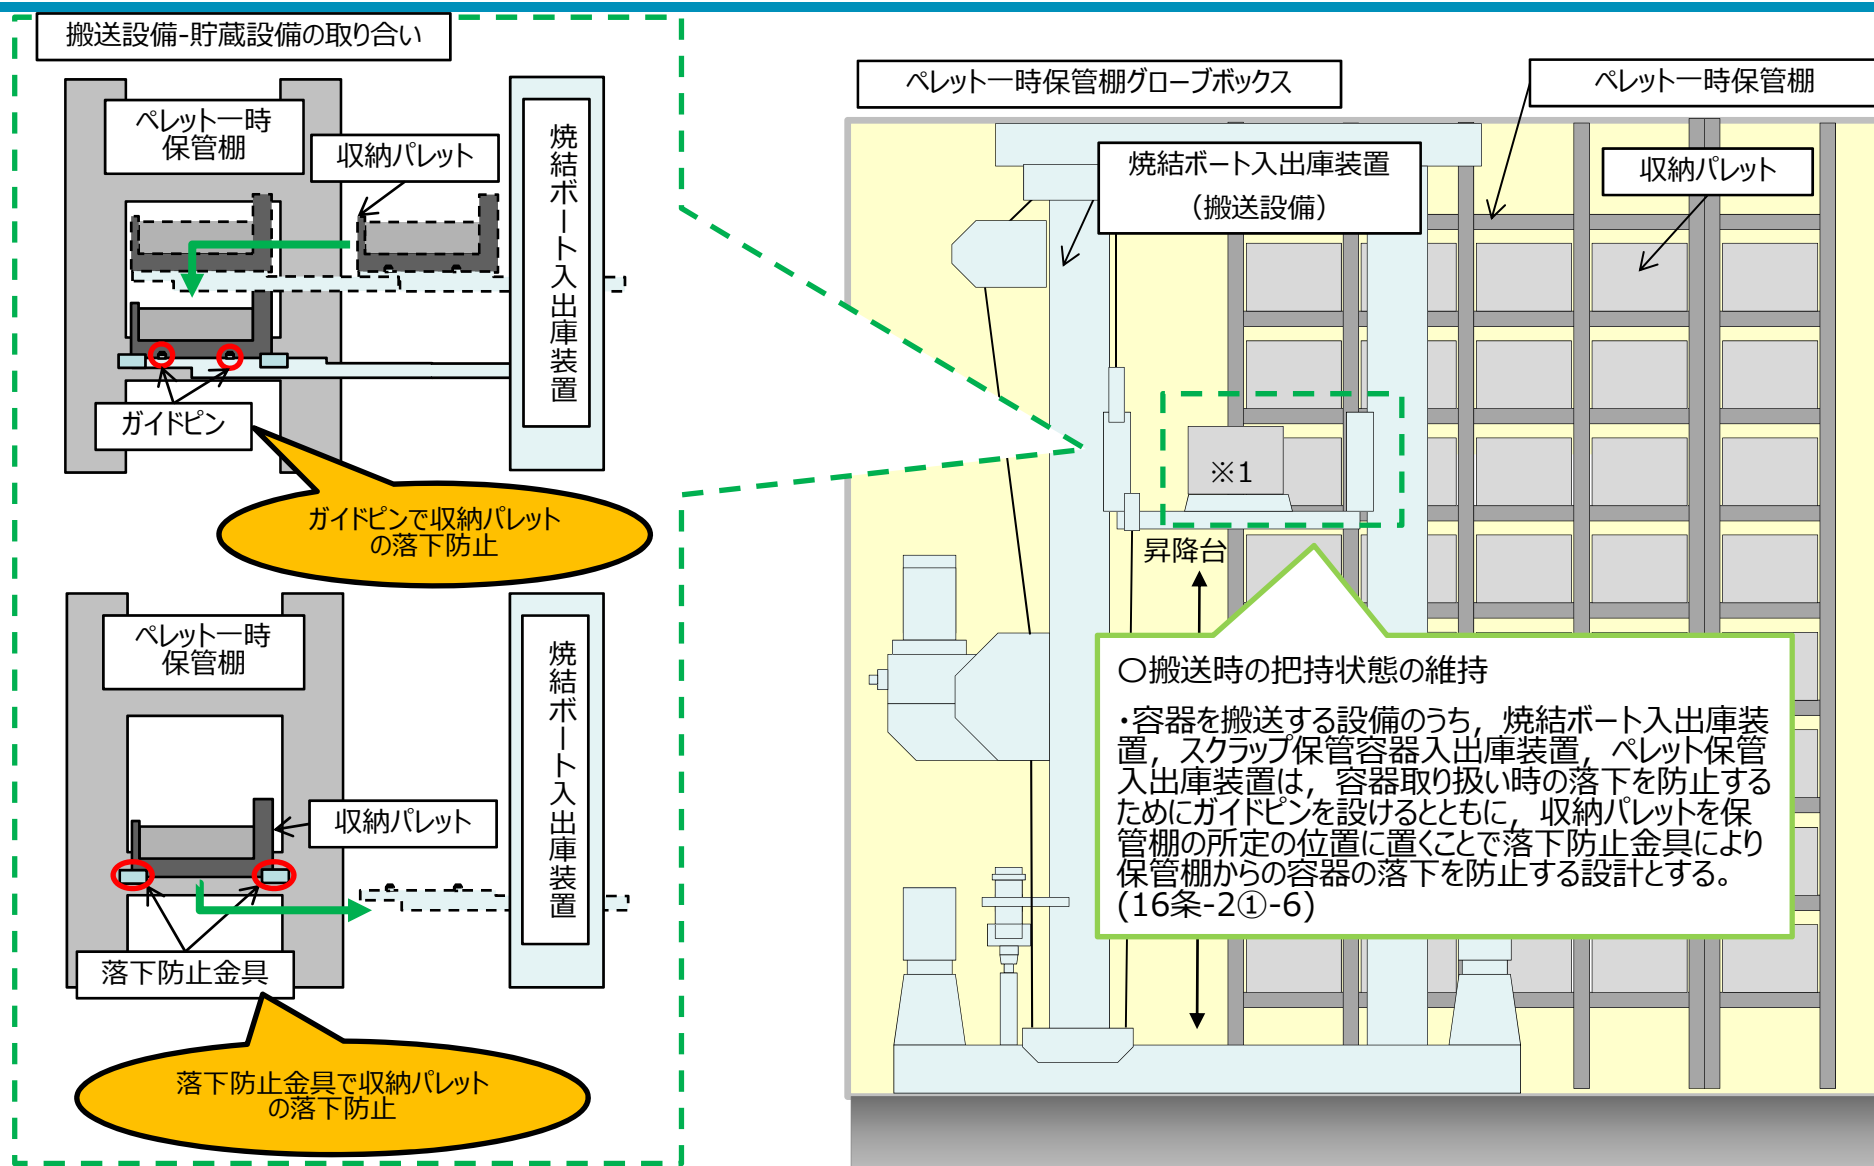 搬送設備-貯蔵設備の取り合い
ペレット一時
保管棚
収納パレット
焼結ボート入出庫装置
ガイドピン
ガイドピンで収納パレット
の落下防止
ペレット一時
保管棚
収納パレット
焼結ボート入出庫装置
落下防止金具
落下防止金具で収納パレット
の落下防止
ペレット一時保管棚グローブボックス
ペレット一時保管棚
焼結ボート入出庫装置
（搬送設備）
収納パレット
※1
昇降台
〇搬送時の把持状態の維持
・容器を搬送する設備のうち，焼結ボート入出庫装
置，スクラップ保管容器入出庫装置，ペレット保管
入出庫装置は，容器取り扱い時の落下を防止する
ためにガイドピンを設けるとともに，収納パレットを保
管棚の所定の位置に置くことで落下防止金具により
保管棚からの容器の落下を防止する設計とする。
(16条-2①-6)